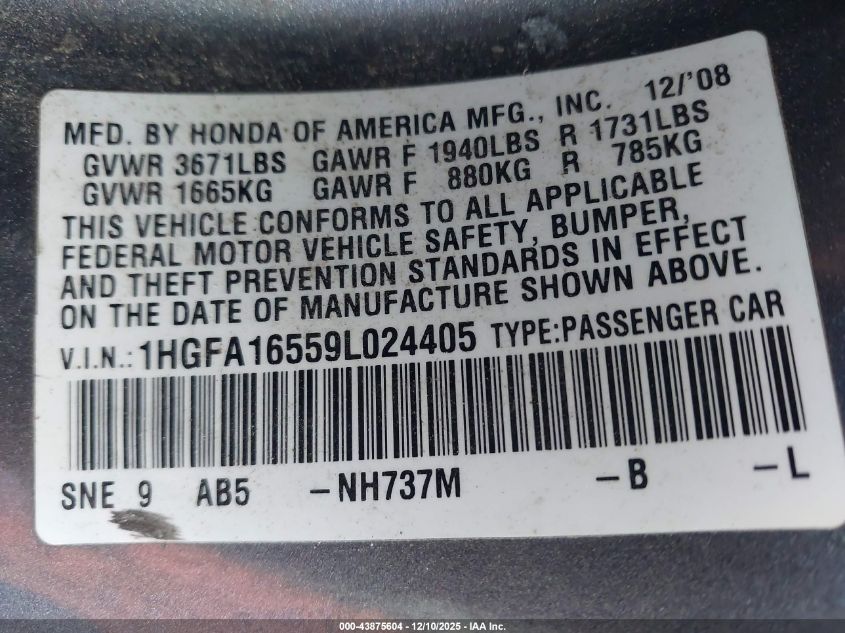 MFD. BY HONDA OF AMERICA MFG., INC. 12/'08
GVWR 3671LBS GAWR F 1940LBS R 1731LBS
GVWR 1665KG GAWR F 880KG R 785KG
THIS VEHICLE CONFORMS TO ALL APPLICABLE
FEDERAL MOTOR VEHICLE SAFETY, BUMPER,
AND THEFT PREVENTION STANDARDS IN EFFECT
ON THE DATE OF MANUFACTURE SHOWN ABOVE.
V.I.N.: 1HGFA16559L024405 TYPE:PASSENGER CAR
SNE 9 AB5 -NH737M -B -L
000-43875604 - 12/10/2025 - IAA Inc.